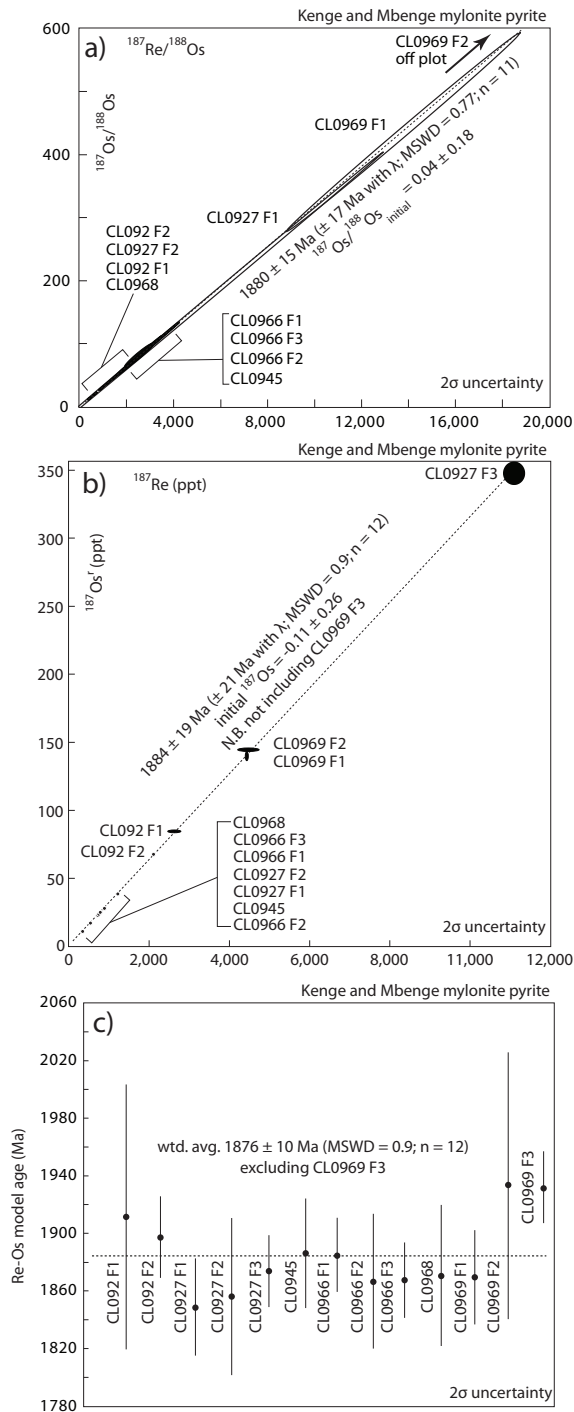 Kenge and Mbenge mylonite pyrite
a)
187Re/188Os
187Os/188Os
600
400
200
0
CL0969 F2
off plot
CL0969 F1
CL0927 F1
1880 ± 15 Ma (± 17 Ma with λ; MSWD = 0.77; n = 11)
187Os/188Os initial = 0.04 ± 0.18
CL092 F2
CL0927 F2
CL092 F1
CL0968
CL0966 F1
CL0966 F3
CL0966 F2
CL0945
2σ uncertainty
0
4,000
8,000
12,000
16,000
20,000
Kenge and Mbenge mylonite pyrite
b)
187Re (ppt)
187Osr (ppt)
350
300
250
200
150
100
50
0
CL0927 F3
1884 ± 19 Ma (± 21 Ma with λ; MSWD = 0.9; n = 12)
initial 187Os = -0.11 ± 0.26
N.B. not including CL0969 F3
CL0969 F2
CL0969 F1
CL092 F1
CL092 F2
CL0968
CL0966 F3
CL0966 F1
CL0927 F2
CL0927 F1
CL0945
CL0966 F2
2σ uncertainty
0
2,000
4,000
6,000
8,000
10,000
12,000
Kenge and Mbenge mylonite pyrite
c)
Re-Os model age (Ma)
2060
2020
1980
1940
1900
1860
1820
1780
wtd. avg. 1876 ± 10 Ma (MSWD = 0.9; n = 12)
excluding CL0969 F3
CL092 F1
CL092 F2
CL0927 F1
CL0927 F2
CL0927 F3
CL0945
CL0966 F1
CL0966 F2
CL0966 F3
CL0968
CL0969 F1
CL0969 F2
CL0969 F3
2σ uncertainty